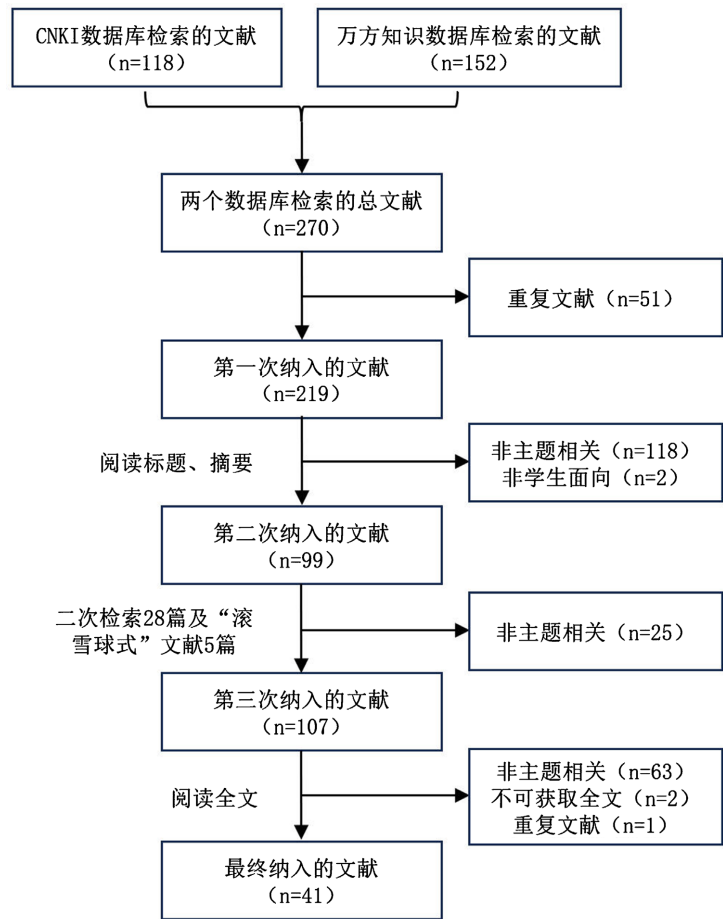 CNKI数据库检索的文献
（n=118）
万方知识数据库检索的文献
（n=152）
两个数据库检索的总文献
（n=270）
重复文献（n=51）
第一次纳入的文献
（n=219）
阅读标题、摘要
非主题相关（n=118）
非学生面向（n=2）
第二次纳入的文献
（n=99）
二次检索28篇及“滚
雪球式”文献5篇
非主题相关（n=25）
第三次纳入的文献
（n=107）
阅读全文
非主题相关（n=63）
不可获取全文（n=2）
重复文献（n=1）
最终纳入的文献
（n=41）